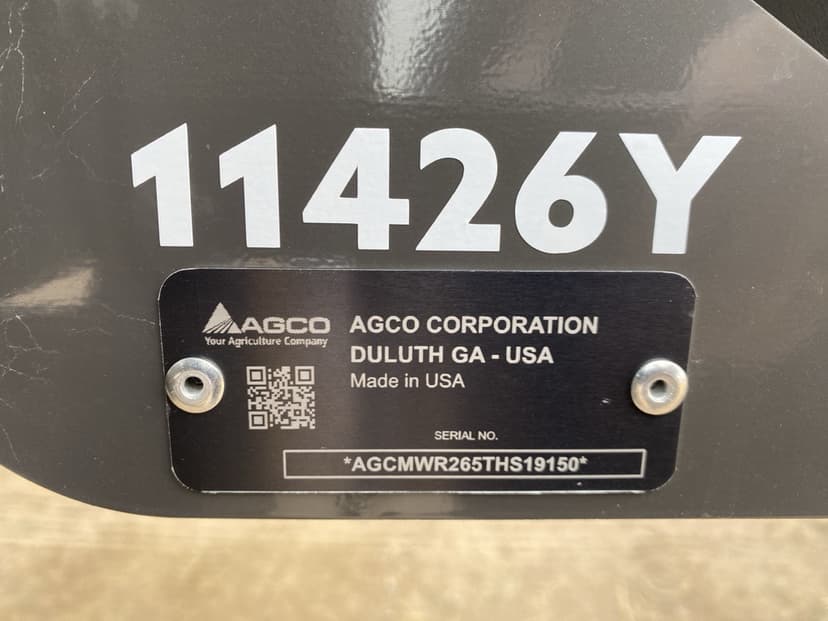 11426Y
AGCO
Your Agriculture Company
AGCO CORPORATION
DULUTH GA - USA
Made in USA
SERIAL NO.
*AGCMWR265THS19150*